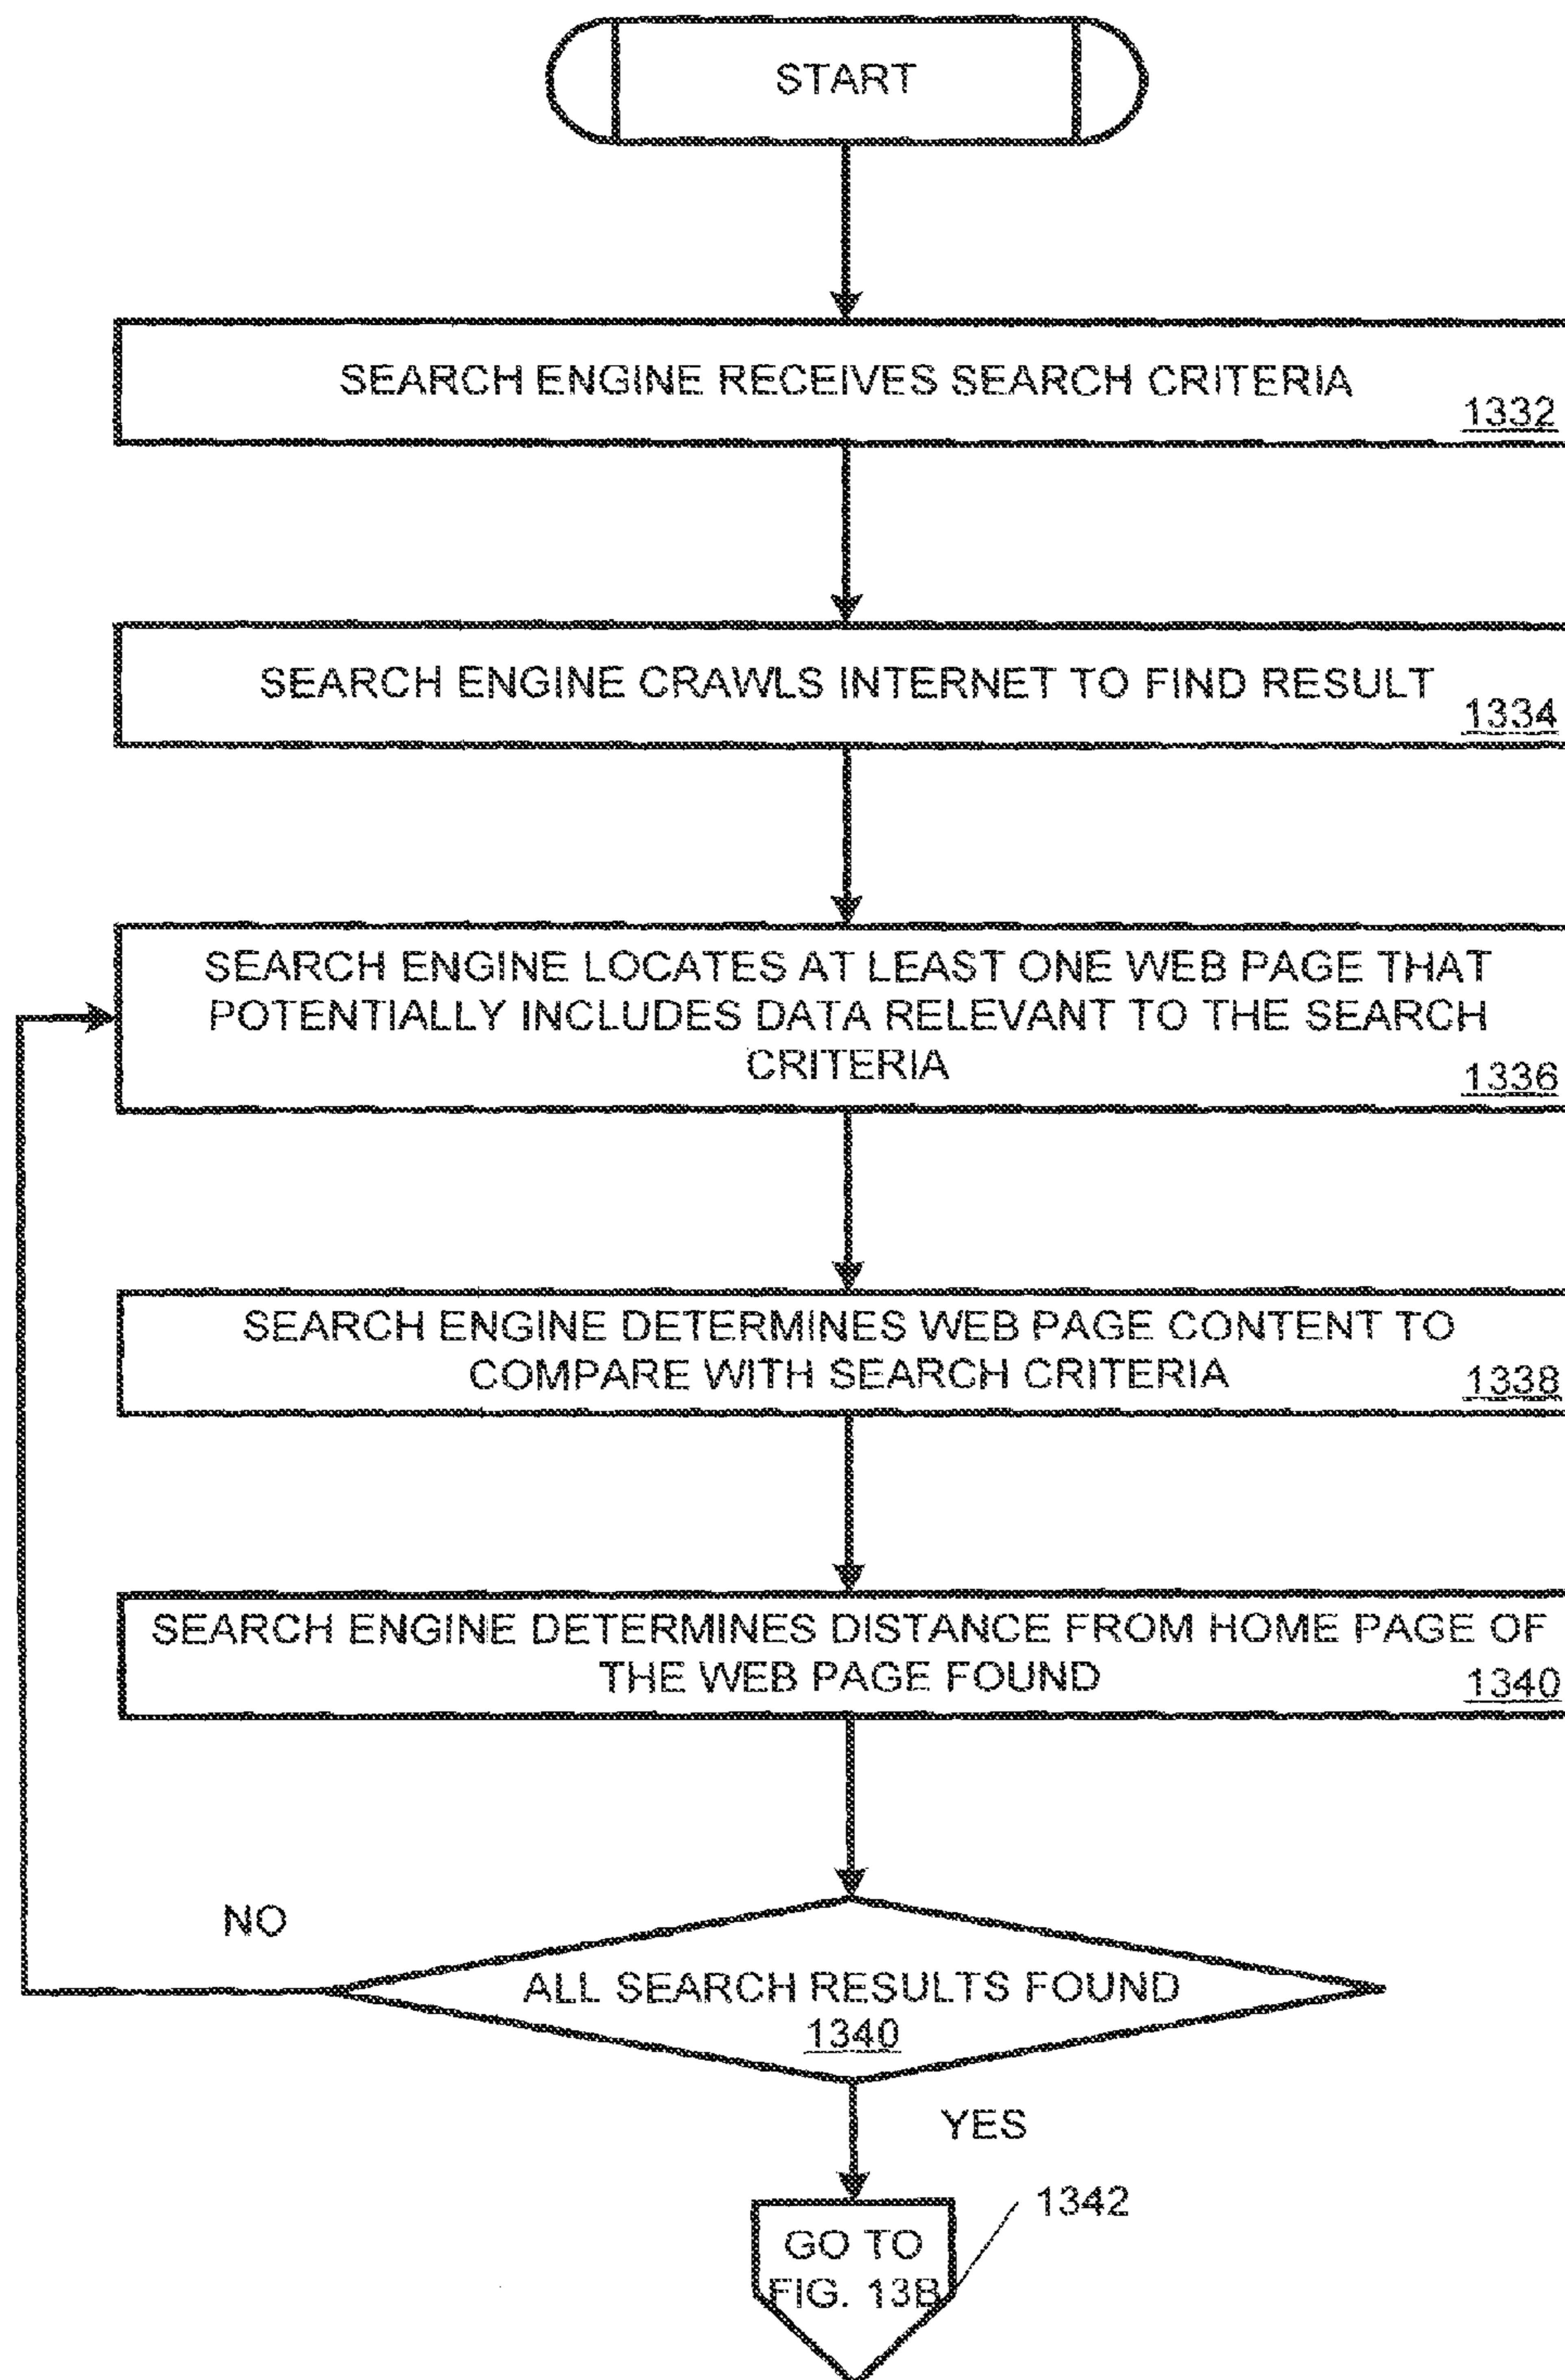 START
SEARCH ENGINE RECEIVES SEARCH CRITERIA
1332
SEARCH ENGINE CRAWLS INTERNET TO FIND RESULT
1334
SEARCH ENGINE LOCATES AT LEAST ONE WEB PAGE THAT
POTENTIALLY INCLUDES DATA RELEVANT TO THE SEARCH
CRITERIA
1336
SEARCH ENGINE DETERMINES WEB PAGE CONTENT TO
COMPARE WITH SEARCH CRITERIA
1338
SEARCH ENGINE DETERMINES DISTANCE FROM HOME PAGE OF
THE WEB PAGE FOUND
1340
NO
ALL SEARCH RESULTS FOUND
1340
YES
1342
GO TO
FIG. 13B